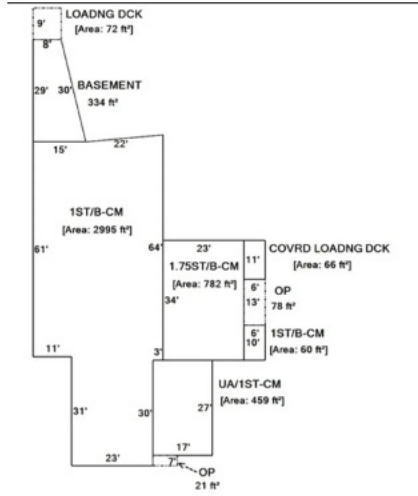 LOADNG DCK
9'
[Area: 72 ft²]
8'
BASEMENT
29'
30'
334 ft²
22'
15'
1ST/B-CM
[Area: 2995 ft²]
61'
64'
23'
COVRD LOADNG DCK
11'
[Area: 66 ft²]
1.75ST/B-CM
[Area: 782 ft²]
6'
OP
13'
78 ft²
34'
6'
1ST/B-CM
10'
[Area: 60 ft²]
11'
3'
UA/1ST-CM
[Area: 459 ft²]
31'
30'
27'
17'
23'
7'
OP
21 ft²